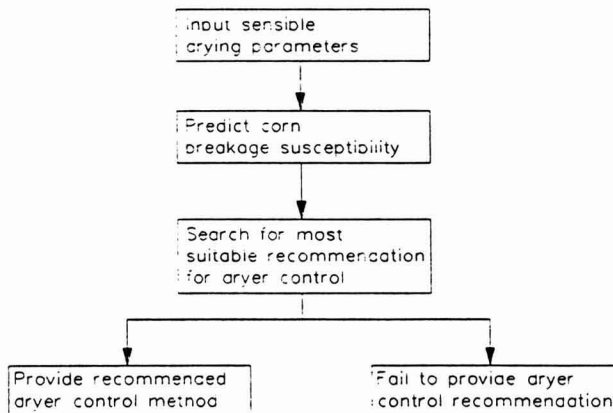 Input sensible
drying parameters
Predict corn
breakage susceptibility
Search for most
suitable recommendation
for dryer control
Provide recommended
dryer control method
Fail to provide dryer
control recommendation